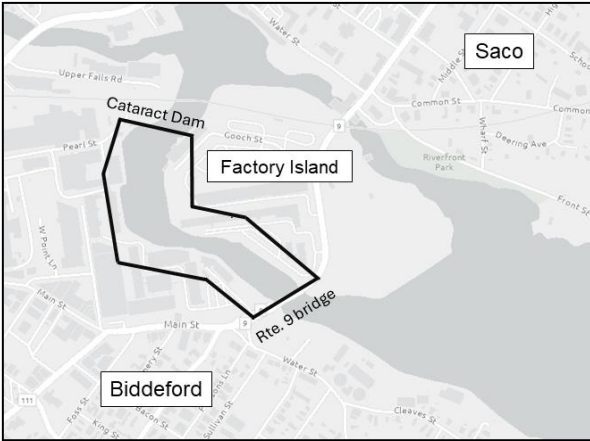 Water St
High
Saco
Middle St
School
Upper Falls Rd
Common St
Common
Cataract Dam
9
Wharf St
Gooch St
Deering Ave
Pearl St
Factory Island
Riverfront
Park
Front St
W Point Ln
Main St
Main St
9
Rte. 9 bridge
Water St
Biddeford
111
Foss St
King St
Bacon St
Sullivan St
Cleaves St